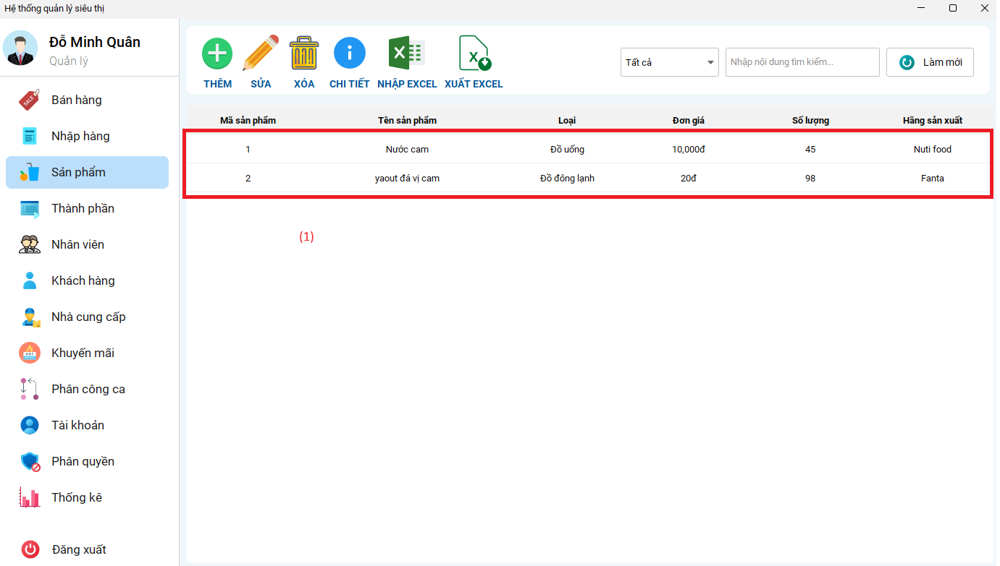 Hệ thống quản lý siêu thị
Đỗ Minh Quân
Quản lý
Bán hàng
Nhập hàng
Sản phẩm
Thành phần
Nhân viên
Khách hàng
Nhà cung cấp
Khuyến mãi
Phân công ca
Tài khoản
Phân quyền
Thống kê
Đăng xuất
THÊM SỬA XÓA CHI TIẾT NHẬP EXCEL XUẤT EXCEL
Tất cả Nhập nội dung tìm kiếm... Làm mới
Mã sản phẩm Tên sản phẩm Loại Đơn giá Số lượng Hãng sản xuất
1 Nước cam Đồ uống 10,000đ 45 Nuti food
2 yaout đá vị cam Đồ đông lạnh 20đ 98 Fanta
(1)